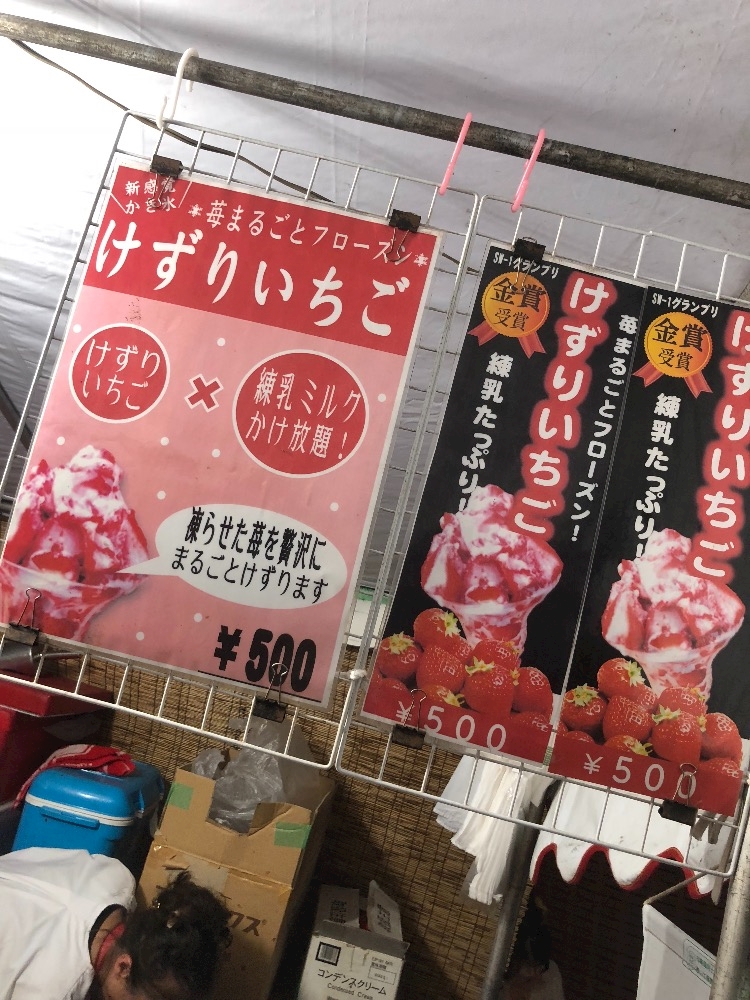 新感覚
かき氷
苺まるごとフローズン
けずりいちご
けずり
いちご
×
練乳ミルク
かけ放題!
凍らせた苺を贅沢に
まるごとけずります
¥500
SM-1グランプリ
金賞
受賞
けずりいちご
苺まるごとフローズン!
練乳たっぷり!!
¥500
SM-1グランプリ
金賞
受賞
けずりいちご
練乳たっぷり!!
¥500
コンデンスクリーム